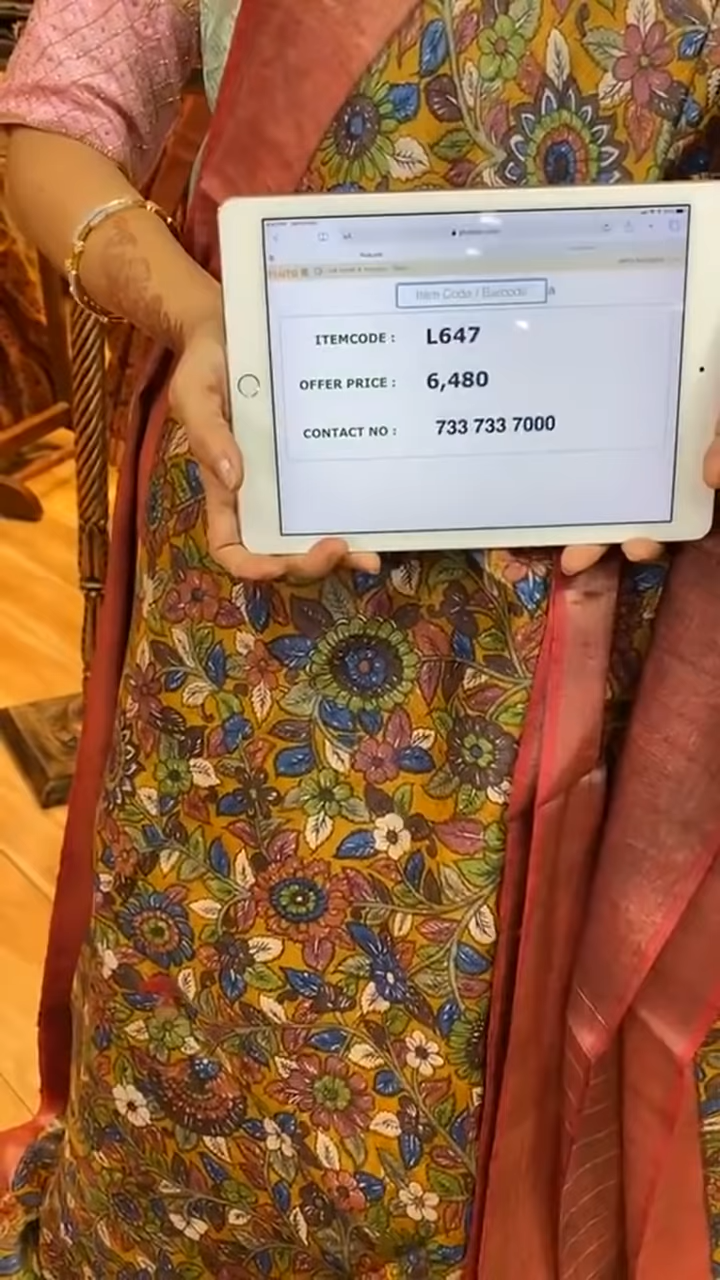 Item Code / Barcode
ITEMCODE : L647
OFFER PRICE : 6,480
CONTACT NO : 733 733 7000